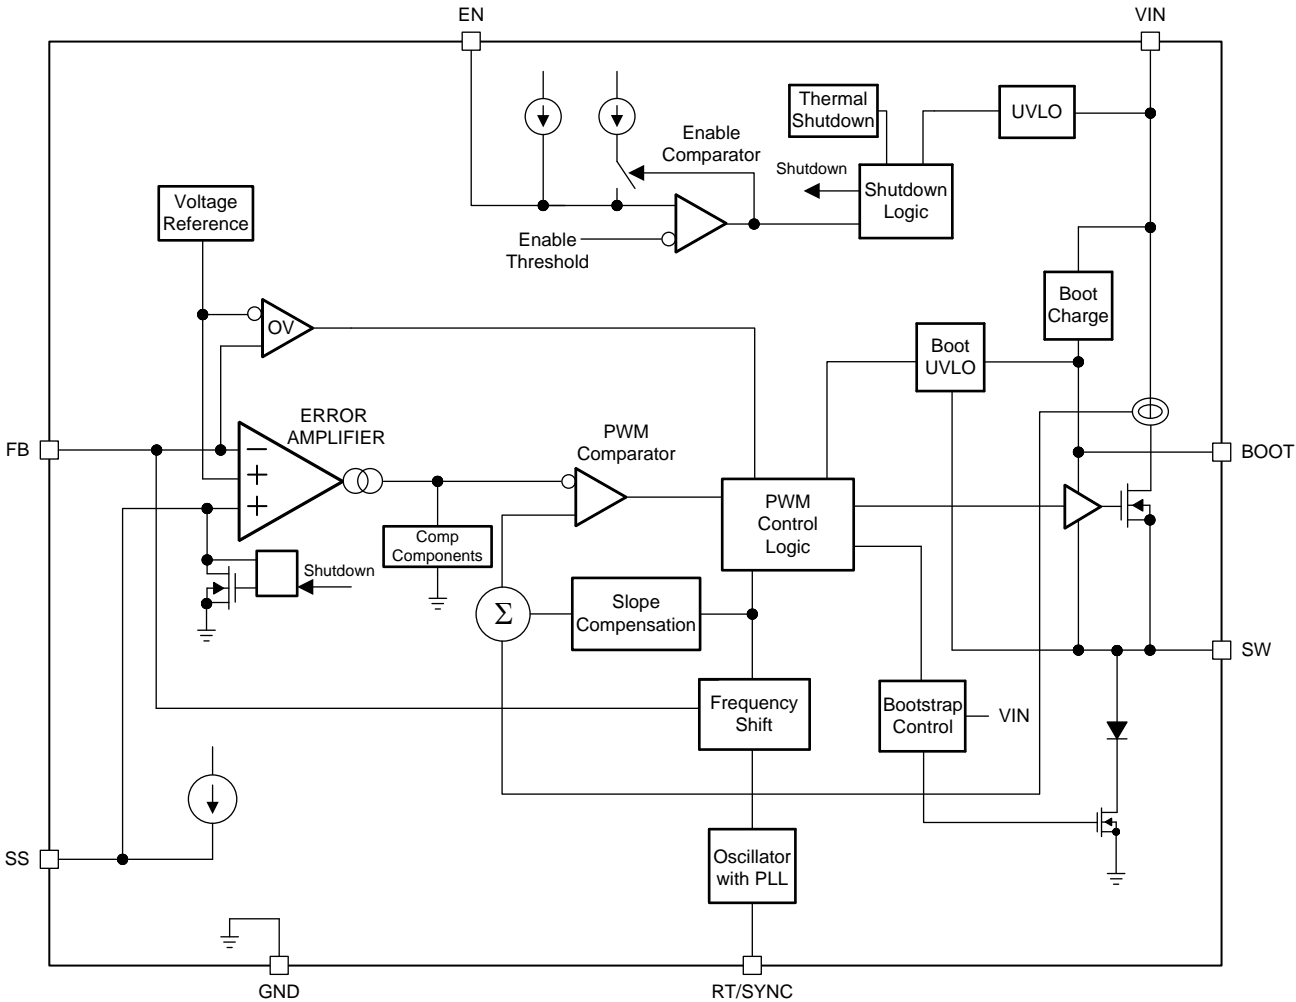 EN
VIN
Thermal
Shutdown
UVLO
Enable
Comparator
Shutdown
Shutdown
Logic
Voltage
Reference
Enable
Threshold
Boot
Charge
OV
Boot
UVLO
ERROR
AMPLIFIER
PWM
Comparator
FB
−
+
+
BOOT
PWM
Control
Logic
Comp
Components
Shutdown
Σ
Slope
Compensation
SW
Frequency
Shift
Bootstrap
Control
VIN
SS
Oscillator
with PLL
GND
RT/SYNC